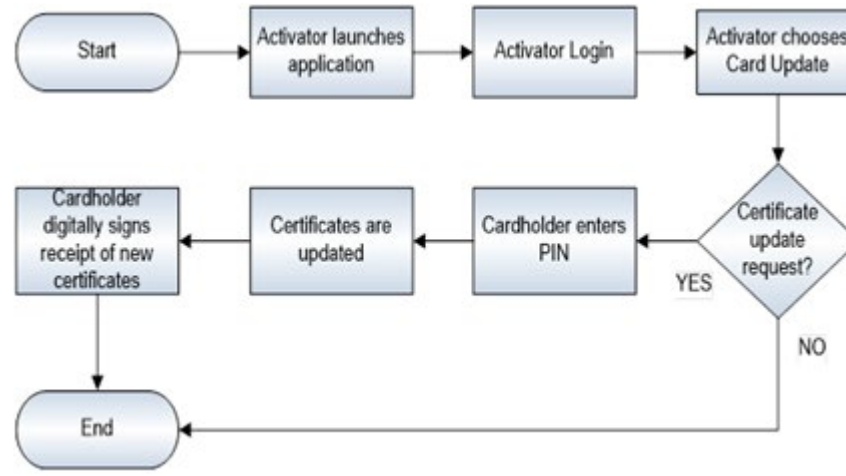 Start
Activator launches
application
Activator Login
Activator chooses
Card Update
Certificate
update
request?
YES
NO
Cardholder enters
PIN
Certificates are
updated
Cardholder
digitally signs
receipt of new
certificates
End